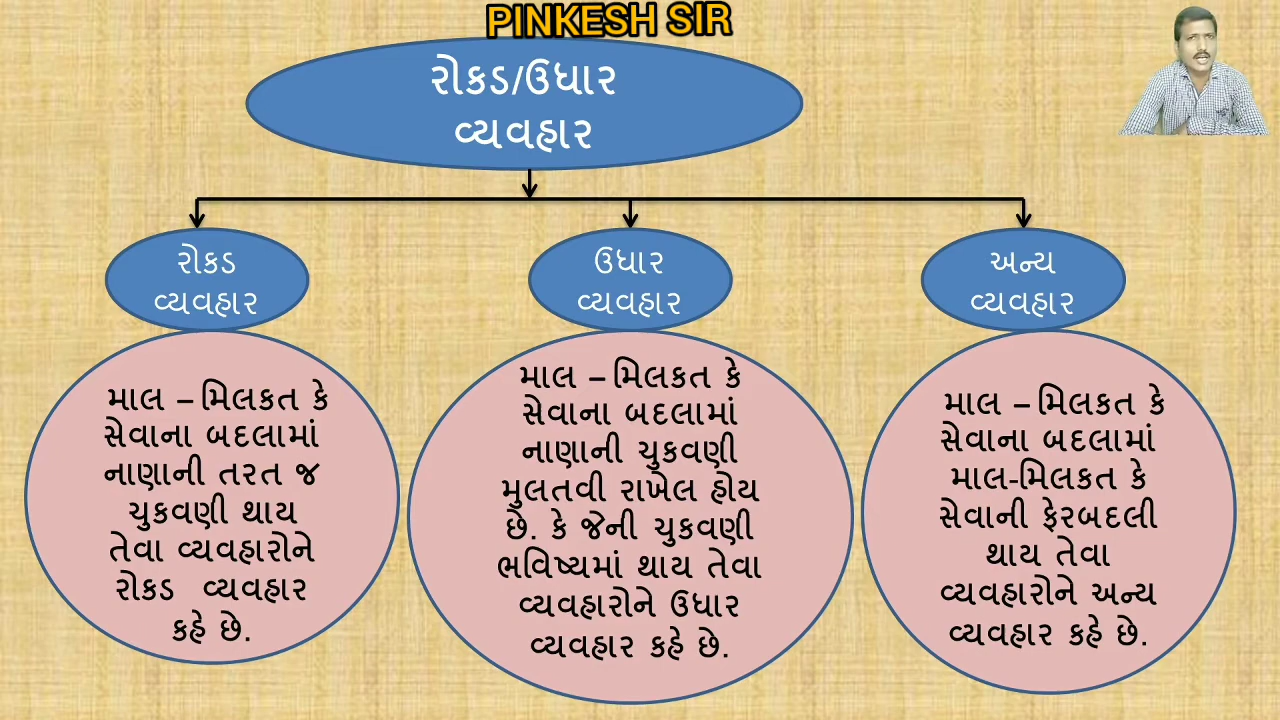 PINKESH SIR
રોકડ/ઉધાર
વ્યવહાર
રોકડ
વ્યવહાર
માલ – મિલકત કે
સેવાના બદલામાં
નાણાની તરત જ
ચુકવણી થાય
તેવા વ્યવહારોને
રોકડ વ્યવહાર
કહે છે.
ઉધાર
વ્યવહાર
માલ – મિલકત કે
સેવાના બદલામાં
નાણાની ચુકવણી
મુલતવી રાખેલ હોય
છે. કે જેની ચુકવણી
ભવિષ્યમાં થાય તેવા
વ્યવહારોને ઉધાર
વ્યવહાર કહે છે.
અન્ય
વ્યવહાર
માલ – મિલકત કે
સેવાના બદલામાં
માલ-મિલકત કે
સેવાની ફેરબદલી
થાય તેવા
વ્યવહારોને અન્ય
વ્યવહાર કહે છે.